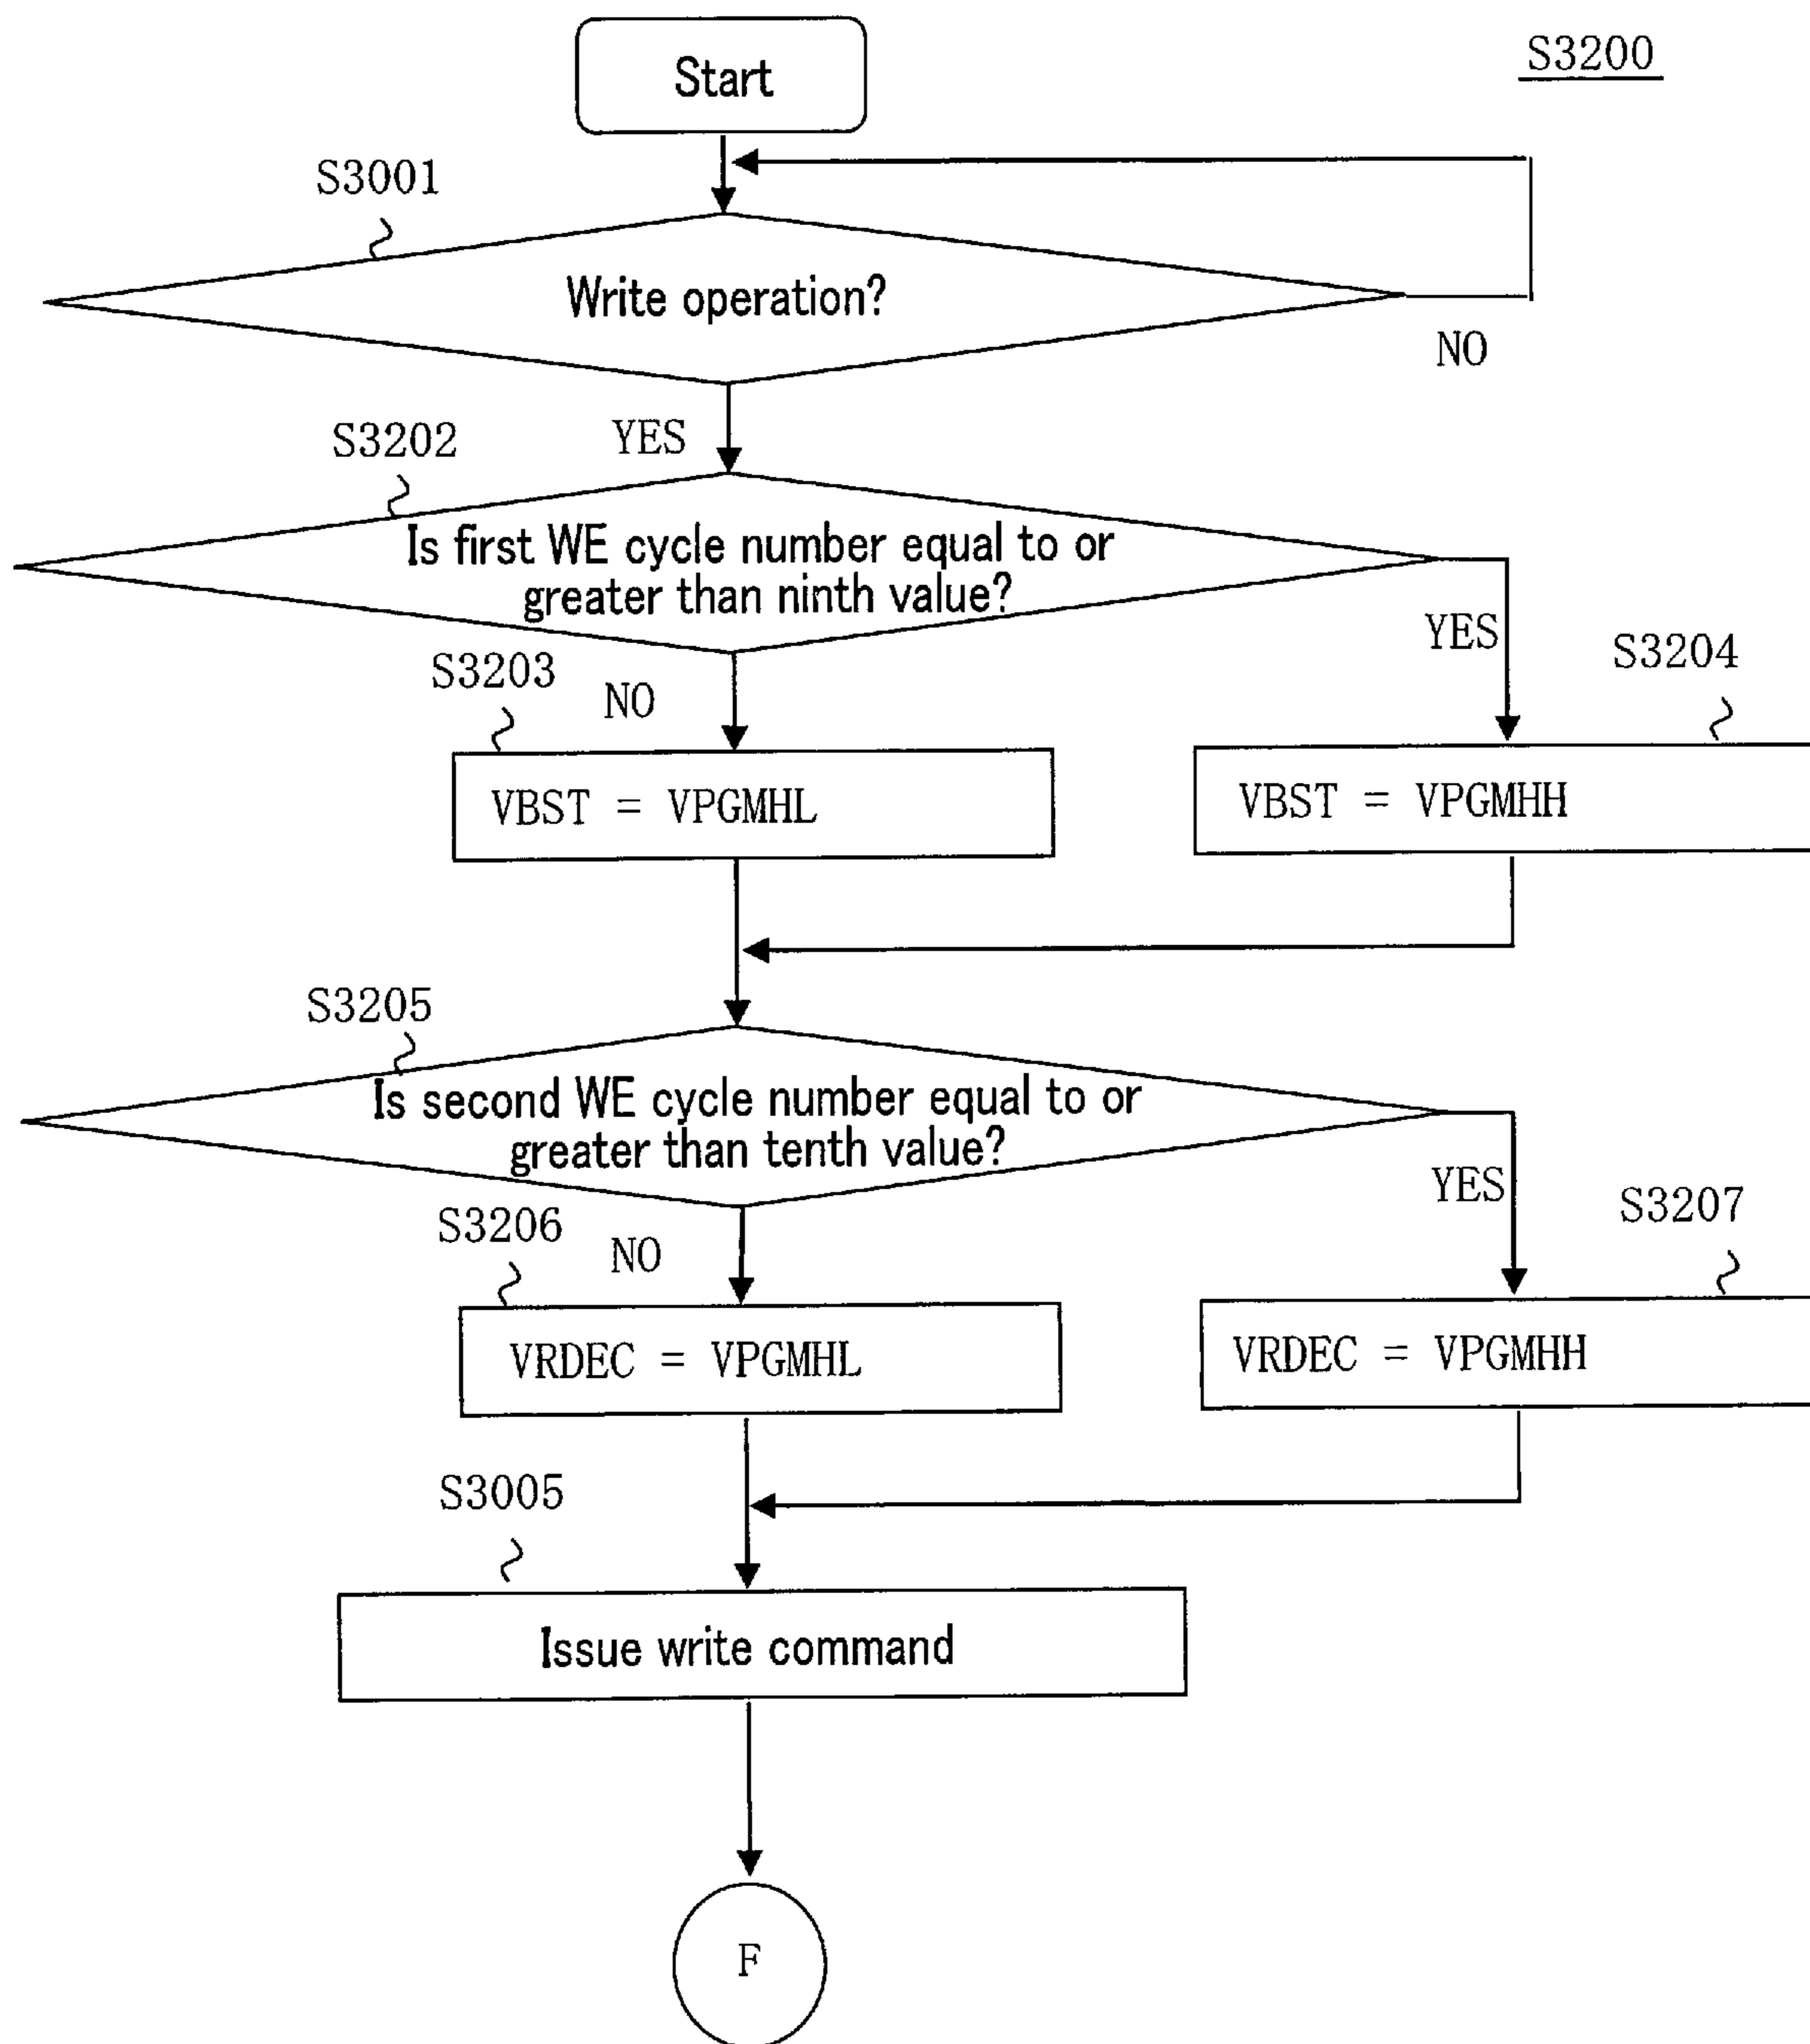 Start
S3200
S3001
Write operation?
NO
S3202
YES
Is first WE cycle number equal to or
greater than ninth value?
S3203
NO
YES
S3204
VBST = VPGMHL
VBST = VPGMHH
S3205
Is second WE cycle number equal to or
greater than tenth value?
S3206
NO
YES
S3207
VRDEC = VPGMHL
VRDEC = VPGMHH
S3005
Issue write command
F